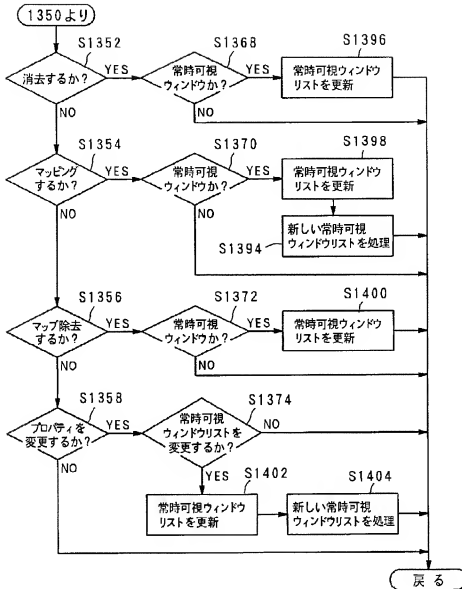 1350より
S1352
消去するか?
YES
NO
S1368
常時可視
ウィンドウか?
YES
NO
S1396
常時可視ウィンドウ
リストを更新
S1354
マッピング
するか?
YES
NO
S1370
常時可視
ウィンドウか?
YES
NO
S1398
常時可視ウィンドウ
リストを更新
S1394
新しい常時可視
ウィンドウリストを処理
S1356
マップ除去
するか?
YES
NO
S1372
常時可視
ウィンドウか?
YES
NO
S1400
常時可視ウィンドウ
リストを更新
S1358
プロパティを
変更するか?
YES
NO
S1374
常時可視
ウィンドウリストを
変更するか?
NO
YES
S1402
常時可視ウィンドウ
リストを更新
S1404
新しい常時可視
ウィンドウリストを処理
戻る